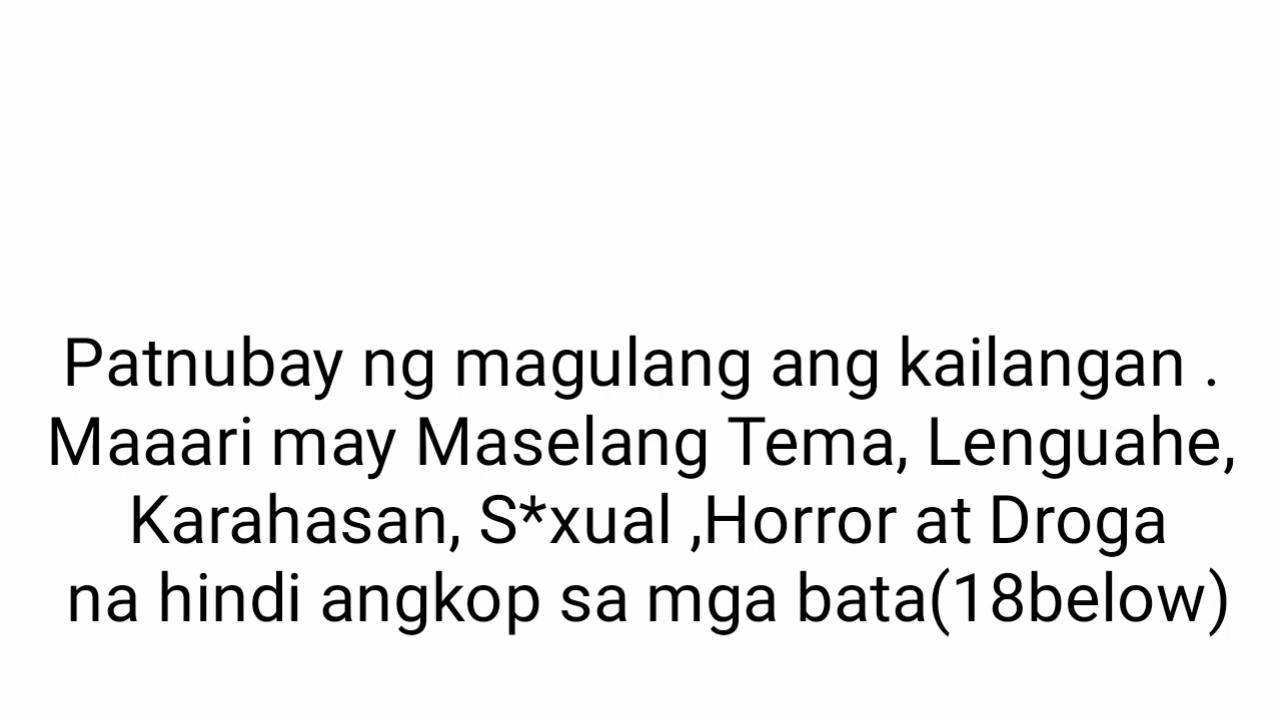 Patnubay ng magulang ang kailangan .
Maaari may Maselang Tema, Lenguahe,
Karahasan, S*xual ,Horror at Droga
na hindi angkop sa mga bata(18below)